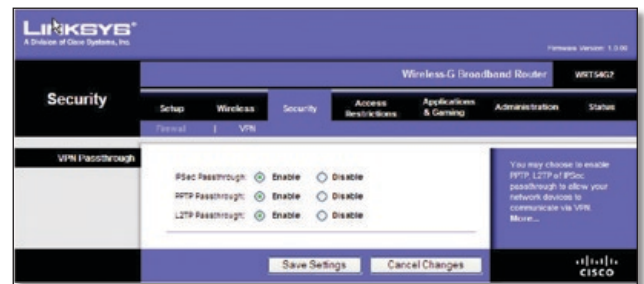 LINKSYS®
A Division of Cisco Systems, Inc.
Firmware Version: 1.0.00
Wireless-G Broadband Router
WRT54G2
Security
Setup
Wireless
Security
Access Restrictions
Applications & Gaming
Administration
Status
Firewall | VPN
VPN Passthrough
IPSec Passthrough: Enable Disable
PPTP Passthrough: Enable Disable
L2TP Passthrough: Enable Disable
You may choose to enable
PPTP, L2TP or IPSec
passthrough to allow your
network devices to
communicate via VPN.
More...
Save Settings
Cancel Changes
CISCO